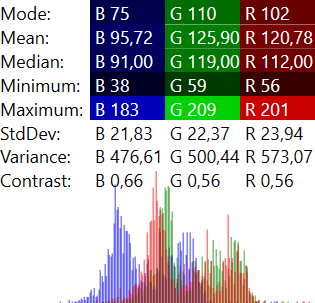 Mode: B 75 G 110 R 102
Mean: B 95,72 G 125,90 R 120,78
Median: B 91,00 G 119,00 R 112,00
Minimum: B 38 G 59 R 56
Maximum: B 183 G 209 R 201
StdDev: B 21,83 G 22,37 R 23,94
Variance: B 476,61 G 500,44 R 573,07
Contrast: B 0,66 G 0,56 R 0,56